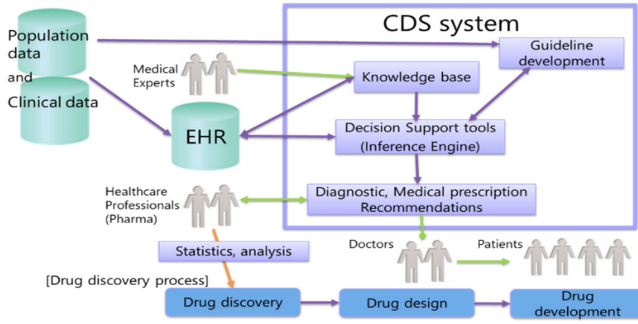 CDS system
Population
data
and
Clinical data
Guideline
development
Medical
Experts
Knowledge base
EHR
Decision Support tools
(Inference Engine)
Healthcare
Professionals
(Pharma)
Diagnostic, Medical prescription
Recommendations
Statistics, analysis
Doctors
Patients
[Drug discovery process]
Drug discovery
Drug design
Drug
development